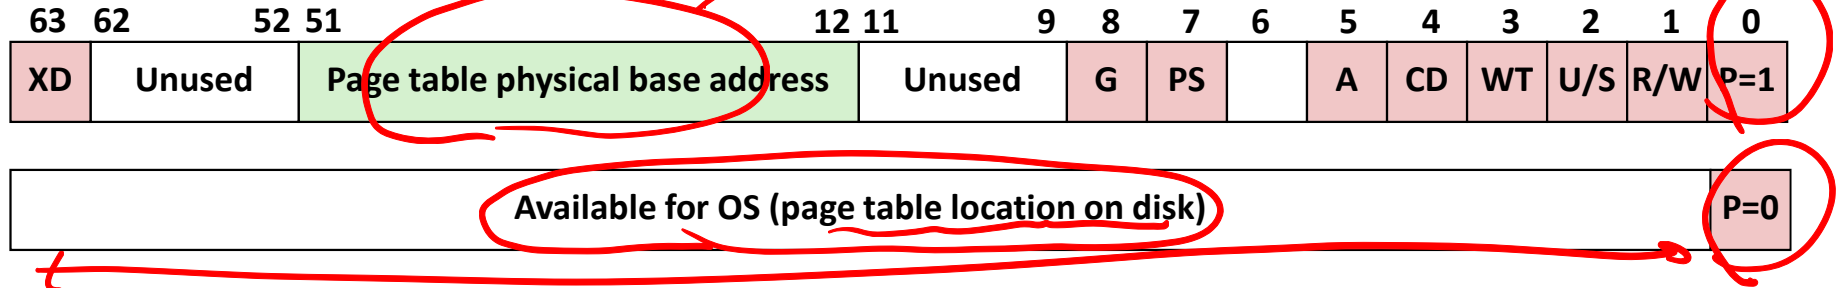 63 62 52 51 12 11 9 8 7 6 5 4 3 2 1 0
XD Unused Page table physical base address Unused G PS A CD WT U/S R/W P=1
Available for OS (page table location on disk) P=0